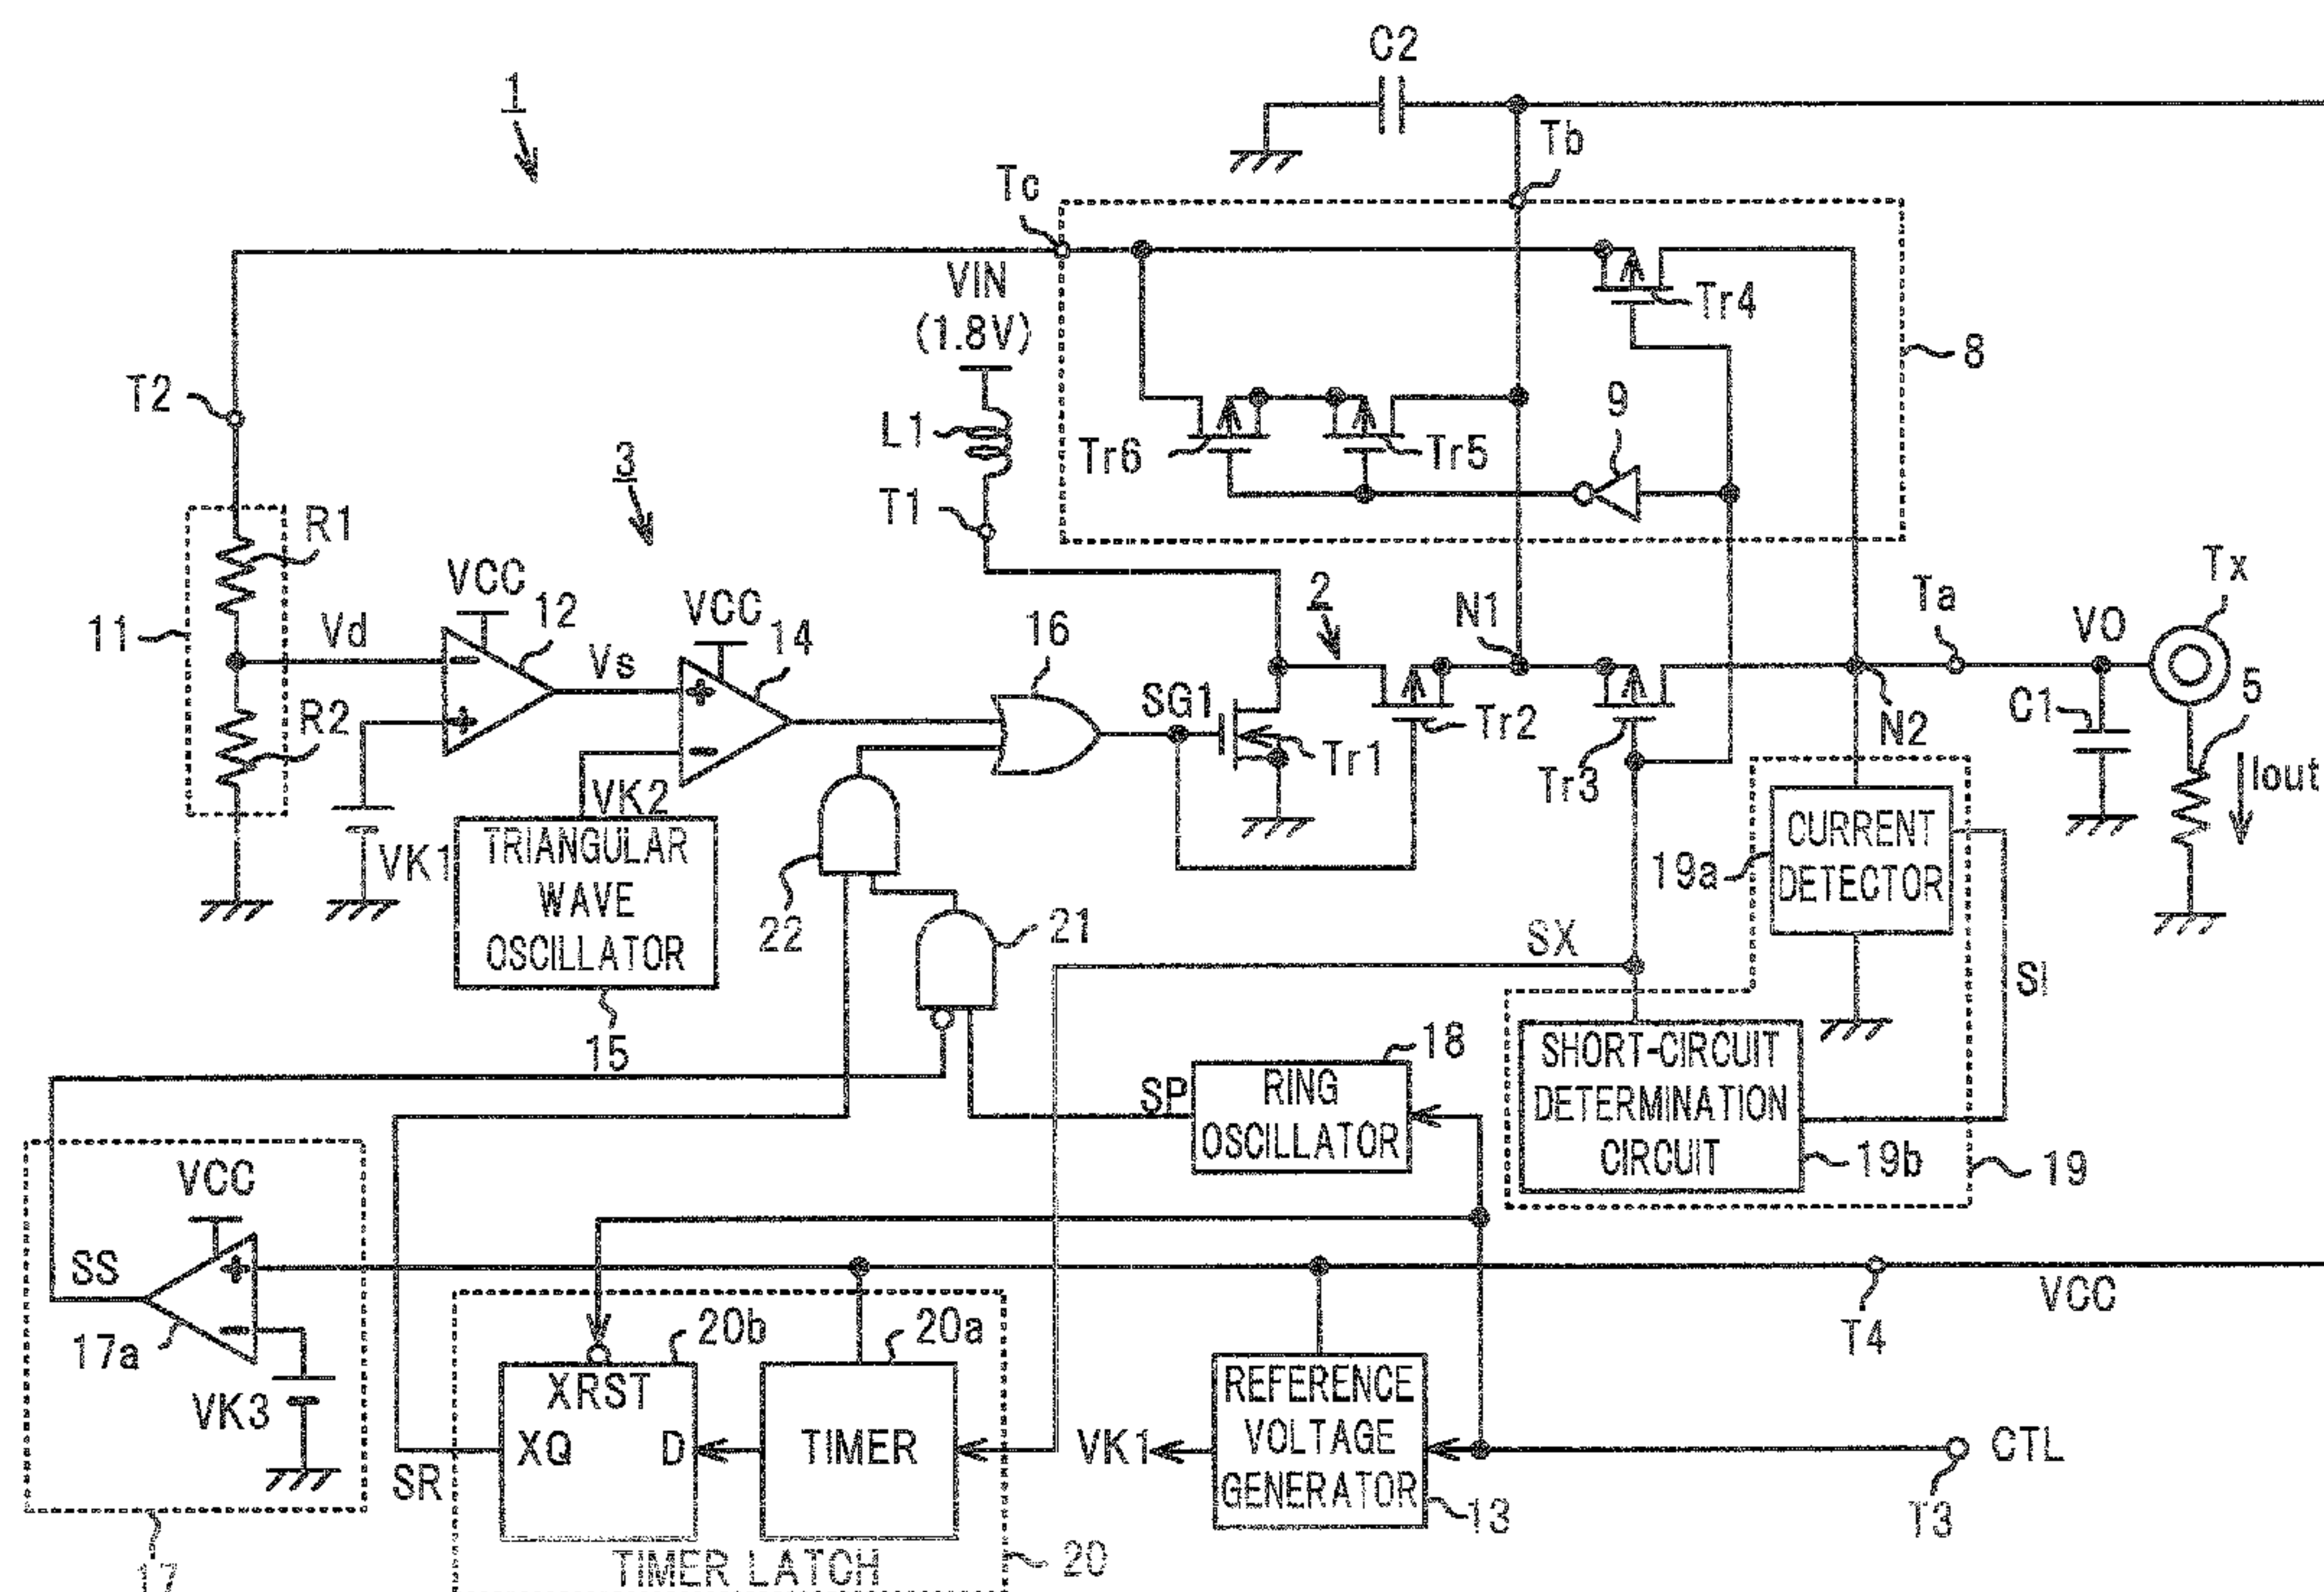 1
C2
Tb
Tc
VIN
(1.8V)
Tr4
8
T2
L1
9
Tr6
Tr5
3
T1
R1
VCC
12
VCC
14
11
Vd
Vs
16
2
N1
Ta
VO
Tx
R2
SG1
Tr1
Tr2
Tr3
N2
C1
5
Iout
VK1
VK2
TRIANGULAR
WAVE
OSCILLATOR
15
22
21
CURRENT
DETECTOR
19a
SX
SI
18
SP
RING
OSCILLATOR
SHORT-CIRCUIT
DETERMINATION
CIRCUIT
19b
19
VCC
SS
17a
VK3
17
20b
20a
T4
VCC
XRST
XQ
D
TIMER
SR
TIMER LATCH
20
VK1
REFERENCE
VOLTAGE
GENERATOR
13
CTL
T3